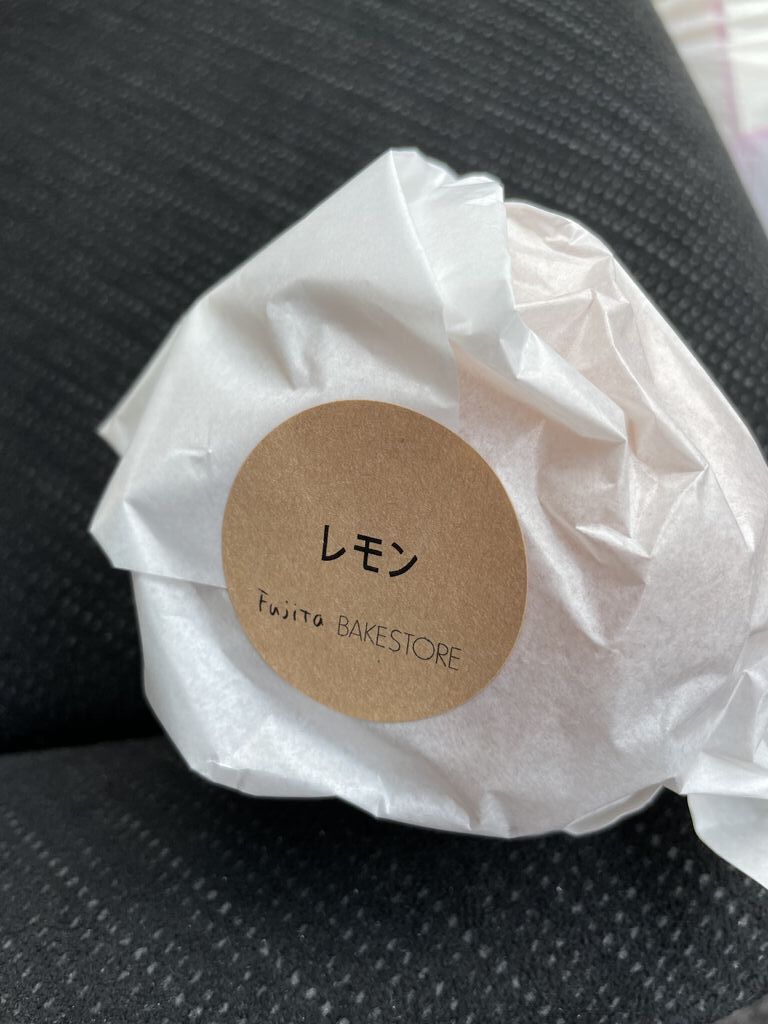 レモン
Fujita BAKESTORE